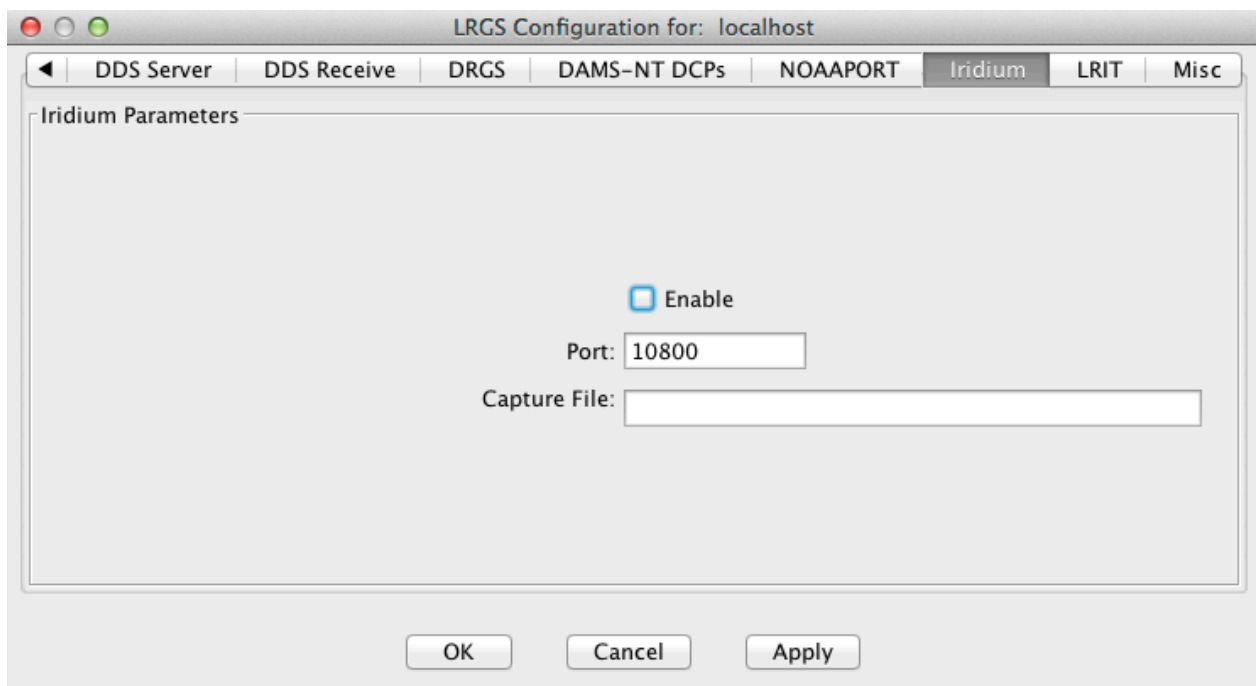 LRGS Configuration for:  localhost
DDS Server DDS Receive DRGS DAMS-NT DCPs NOAAPORT Iridium LRIT Misc
Iridium Parameters
Enable
Port: 10800
Capture File:
OK Cancel Apply